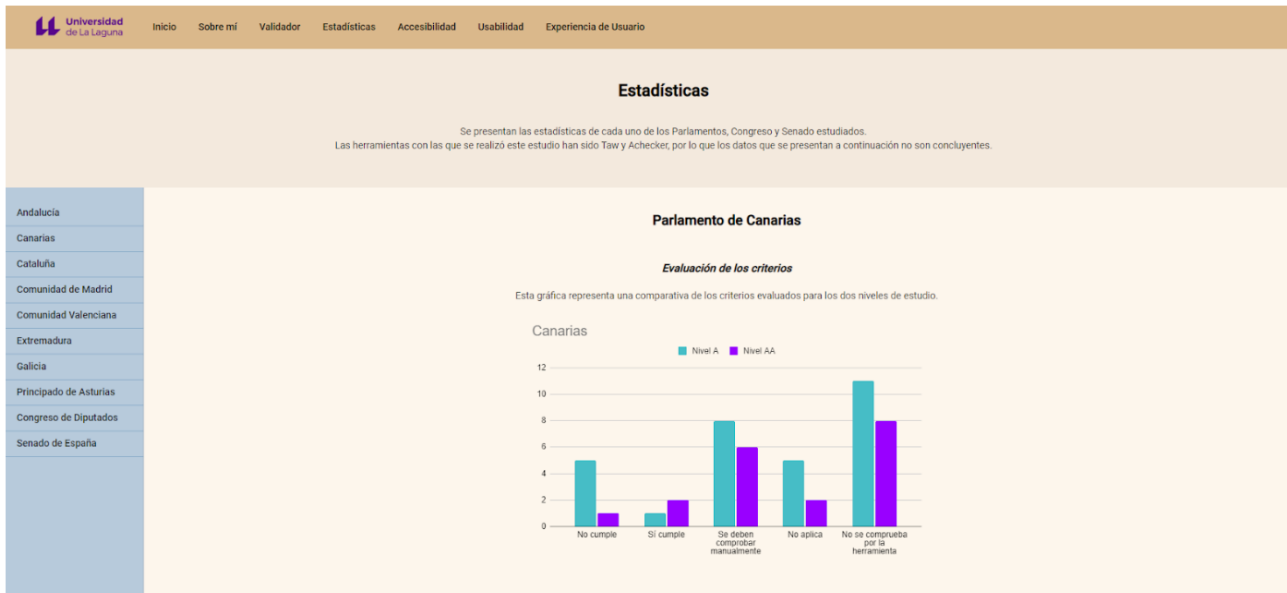 Universidad
de La Laguna
Inicio Sobre mí Validador Estadísticas Accesibilidad Usabilidad Experiencia de Usuario
Estadísticas
Se presentan las estadísticas de cada uno de los Parlamentos, Congreso y Senado estudiados.
Las herramientas con las que se realizó este estudio han sido Taw y Achecker, por lo que los datos que se presentan a continuación no son concluyentes.
Andalucía
Canarias
Cataluña
Comunidad de Madrid
Comunidad Valenciana
Extremadura
Galicia
Principado de Asturias
Congreso de Diputados
Senado de España
Parlamento de Canarias
Evaluación de los criterios
Esta gráfica representa una comparativa de los criterios evaluados para los dos niveles de estudio.
Canarias
Nivel A Nivel AA
12
10
8
6
4
2
0
No cumple
Sí cumple
Se deben
comprobar
manualmente
No aplica
No se comprueba
por la
herramienta